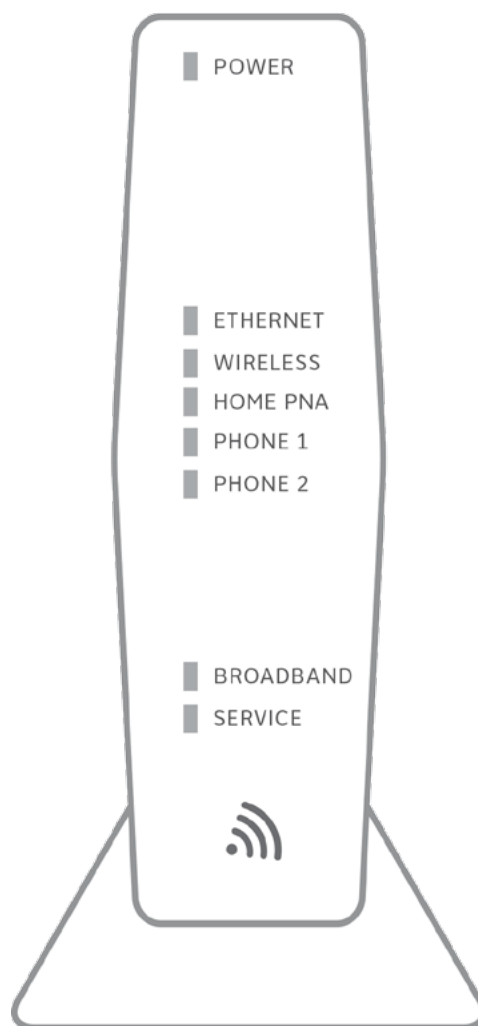 POWER
ETHERNET
WIRELESS
HOME PNA
PHONE 1
PHONE 2
BROADBAND
SERVICE